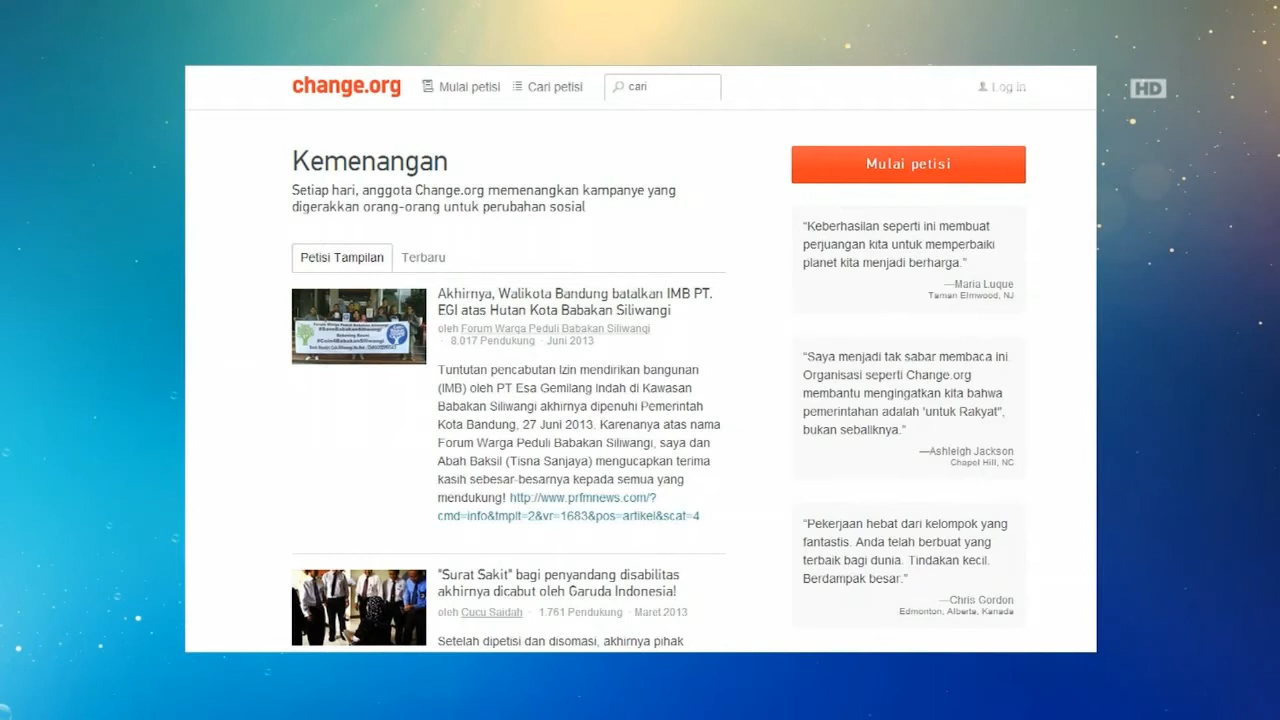 change.org
Mulai petisi
Cari petisi
cari
Log in
HD
Kemenangan
Setiap hari, anggota Change.org memenangkan kampanye yang
digerakkan orang-orang untuk perubahan sosial
Petisi Tampilan
Terbaru
Akhirnya, Walikota Bandung batalkan IMB PT.
EGI atas Hutan Kota Babakan Siliwangi
oleh Forum Warga Peduli Babakan Siliwangi
· 8.017 Pendukung · Juni 2013
Tuntutan pencabutan Izin mendirikan bangunan
(IMB) oleh PT Esa Gemilang Indah di Kawasan
Babakan Siliwangi akhirnya dipenuhi Pemerintah
Kota Bandung, 27 Juni 2013. Karenanya atas nama
Forum Warga Peduli Babakan Siliwangi, saya dan
Abah Baksil (Tisna Sanjaya) mengucapkan terima
kasih sebesar-besarnya kepada semua yang
mendukung! http://www.prfmnews.com/?
cmd=info&tmplt=2&vr=1683&pos=artikel&scat=4
"Surat Sakit" bagi penyandang disabilitas
akhirnya dicabut oleh Garuda Indonesia!
oleh Cucu Saidah · 1.761 Pendukung · Maret 2013
Setelah dipetisi dan disomasi, akhirnya pihak
Mulai petisi
“Keberhasilan seperti ini membuat
perjuangan kita untuk memperbaiki
planet kita menjadi berharga.”
—Maria Luque
Taman Elmwood, NJ
“Saya menjadi tak sabar membaca ini.
Organisasi seperti Change.org
membantu mengingatkan kita bahwa
pemerintahan adalah 'untuk Rakyat",
bukan sebaliknya.”
—Ashleigh Jackson
Chapel Hill, NC
“Pekerjaan hebat dari kelompok yang
fantastis. Anda telah berbuat yang
terbaik bagi dunia. Tindakan kecil.
Berdampak besar.”
—Chris Gordon
Edmonton, Alberta, Kanada